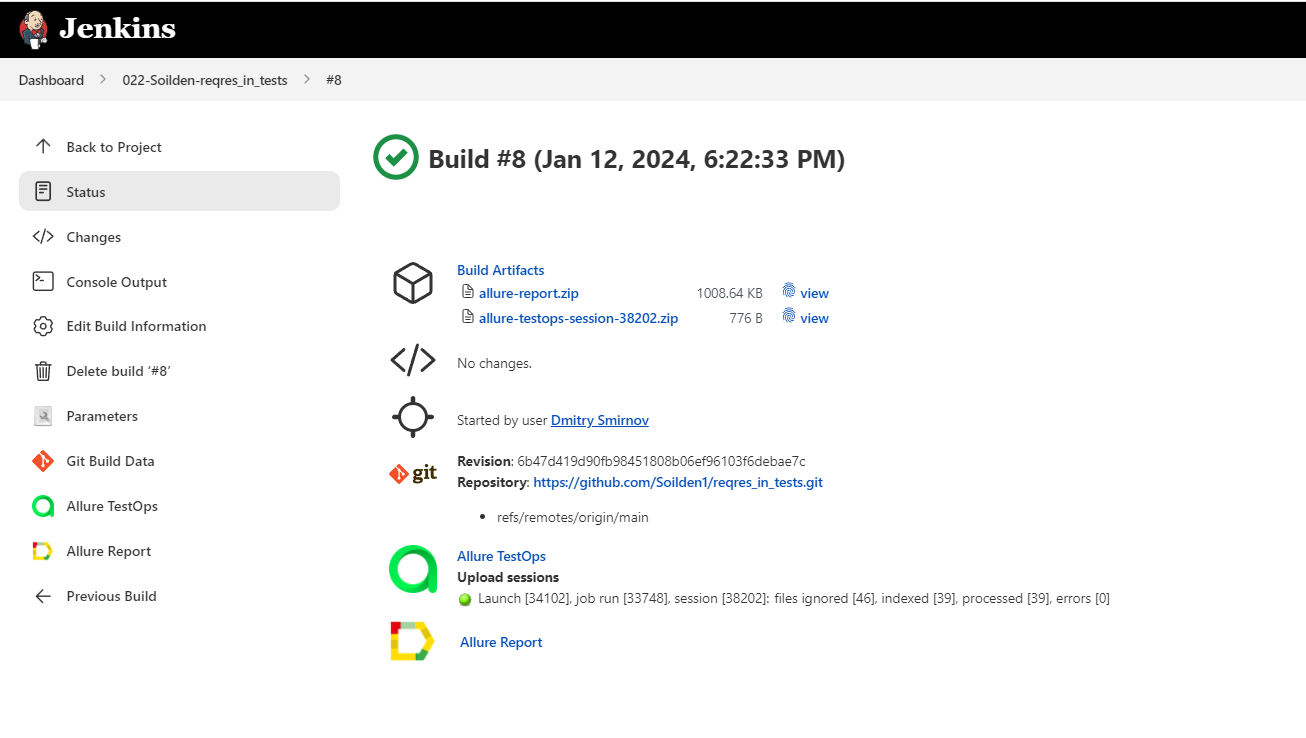 Jenkins
Dashboard > 022-Soilden-reqres_in_tests > #8
Back to Project
Status
Changes
Console Output
Edit Build Information
Delete build ‘#8’
Parameters
Git Build Data
Allure TestOps
Allure Report
Previous Build
Build #8 (Jan 12, 2024, 6:22:33 PM)
Build Artifacts
allure-report.zip 1008.64 KB view
allure-testops-session-38202.zip 776 B view
No changes.
Started by user Dmitry Smirnov
git
Revision: 6b47d419d90fb98451808b06ef96103f6debae7c
Repository: https://github.com/Soilden1/reqres_in_tests.git
• refs/remotes/origin/main
Allure TestOps
Upload sessions
Launch [34102], job run [33748], session [38202]: files ignored [46], indexed [39], processed [39], errors [0]
Allure Report